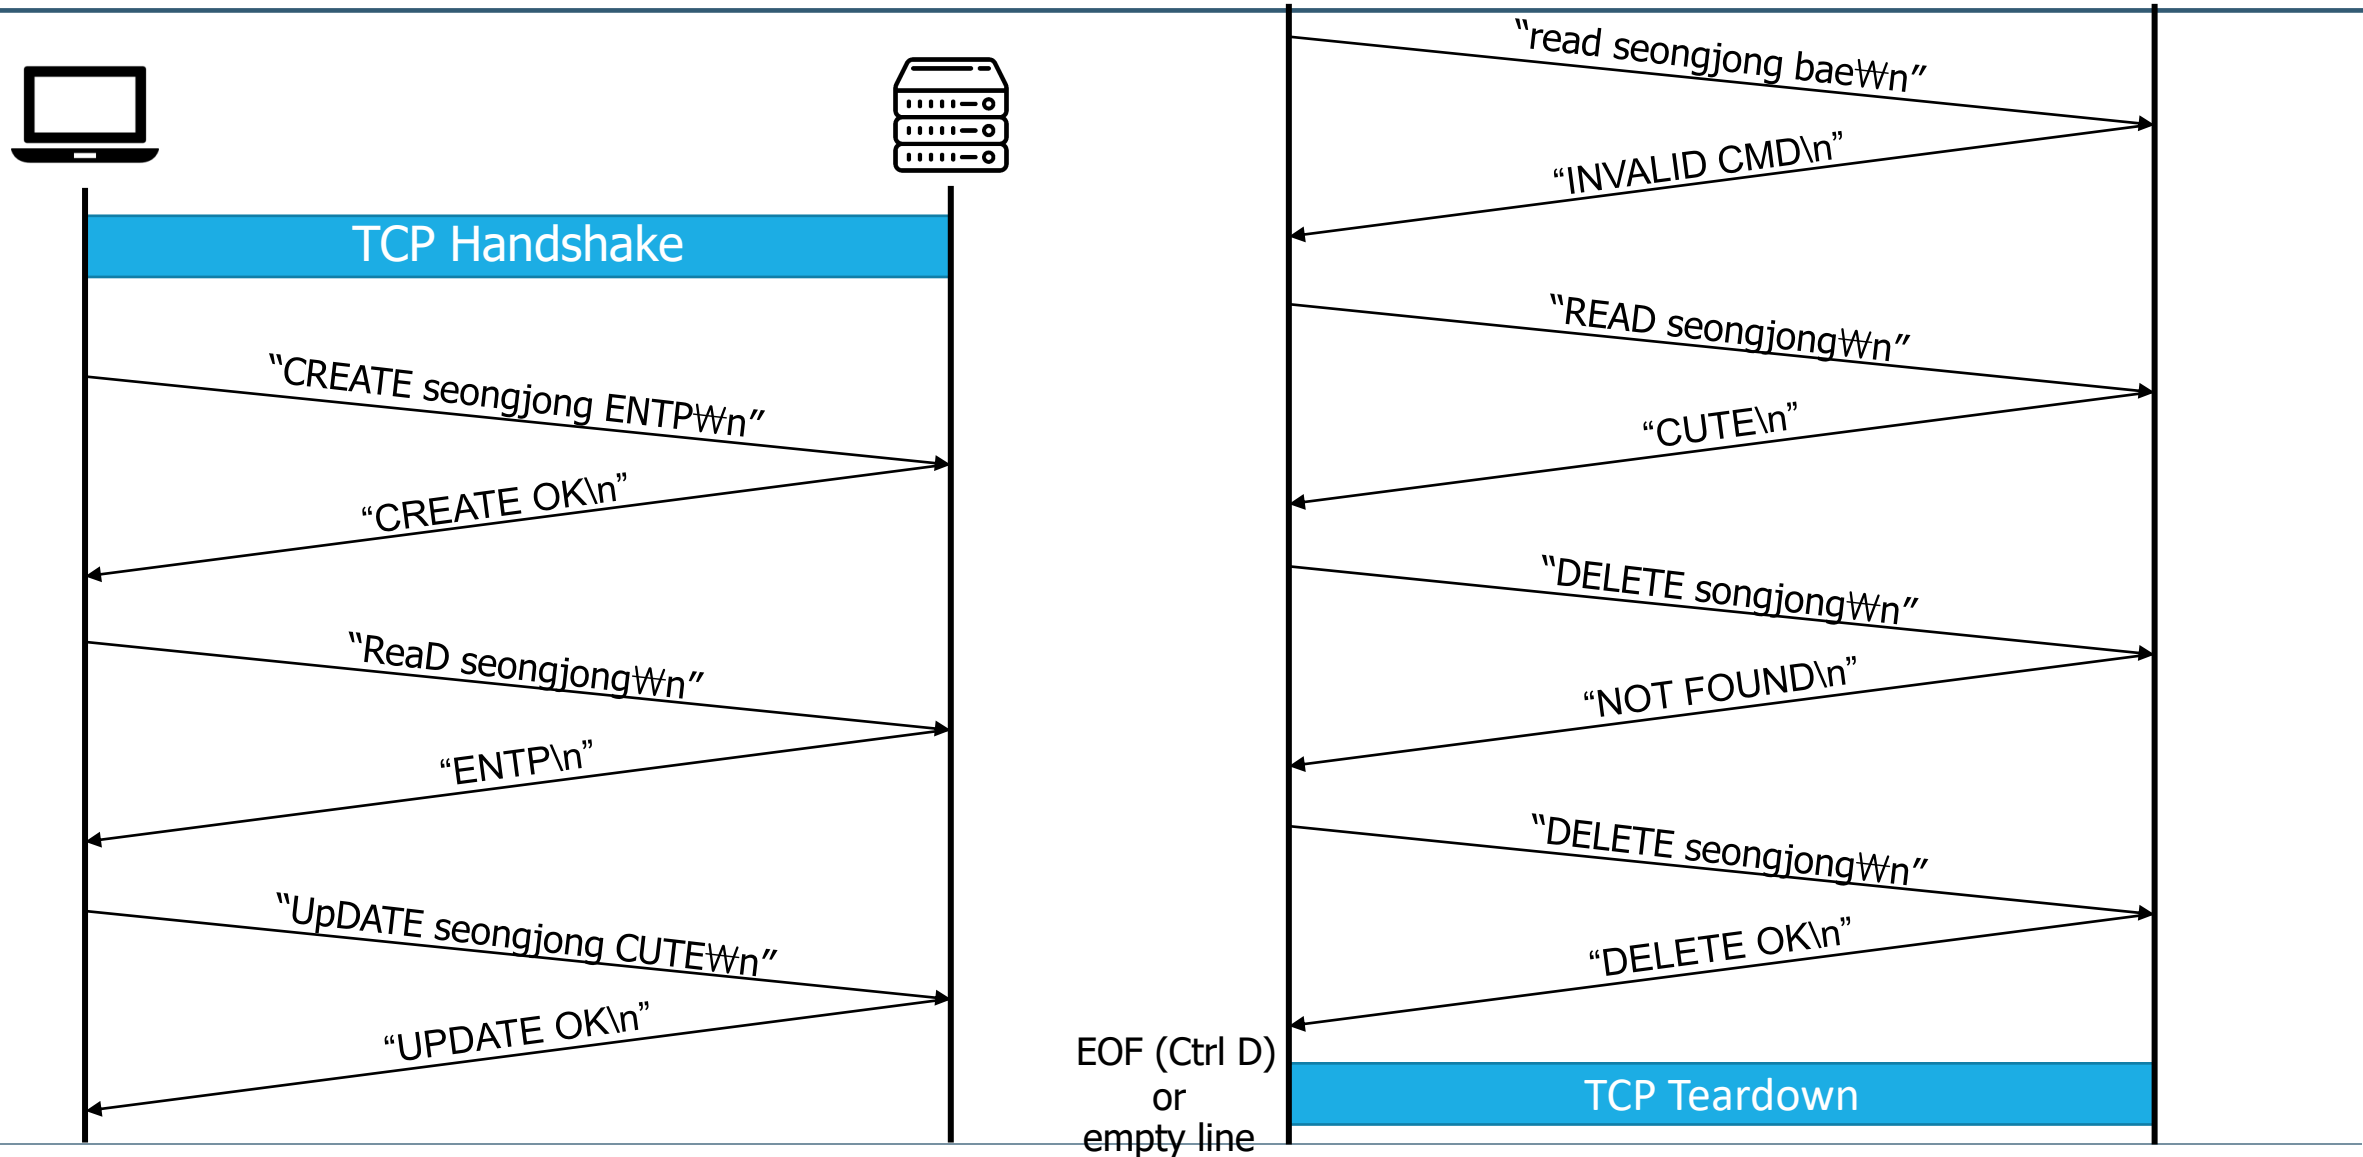 TCP Handshake
“CREATE seongjong ENTP₩n”
“CREATE OK\n”
“ReaD seongjong₩n”
“ENTP\n”
“UpDATE seongjong CUTE₩n”
“UPDATE OK\n”
“read seongjong bae₩n”
“INVALID CMD\n”
“READ seongjong₩n”
“CUTE\n”
“DELETE songjong₩n”
“NOT FOUND\n”
“DELETE seongjong₩n”
“DELETE OK\n”
EOF (Ctrl D)
or
empty line
TCP Teardown